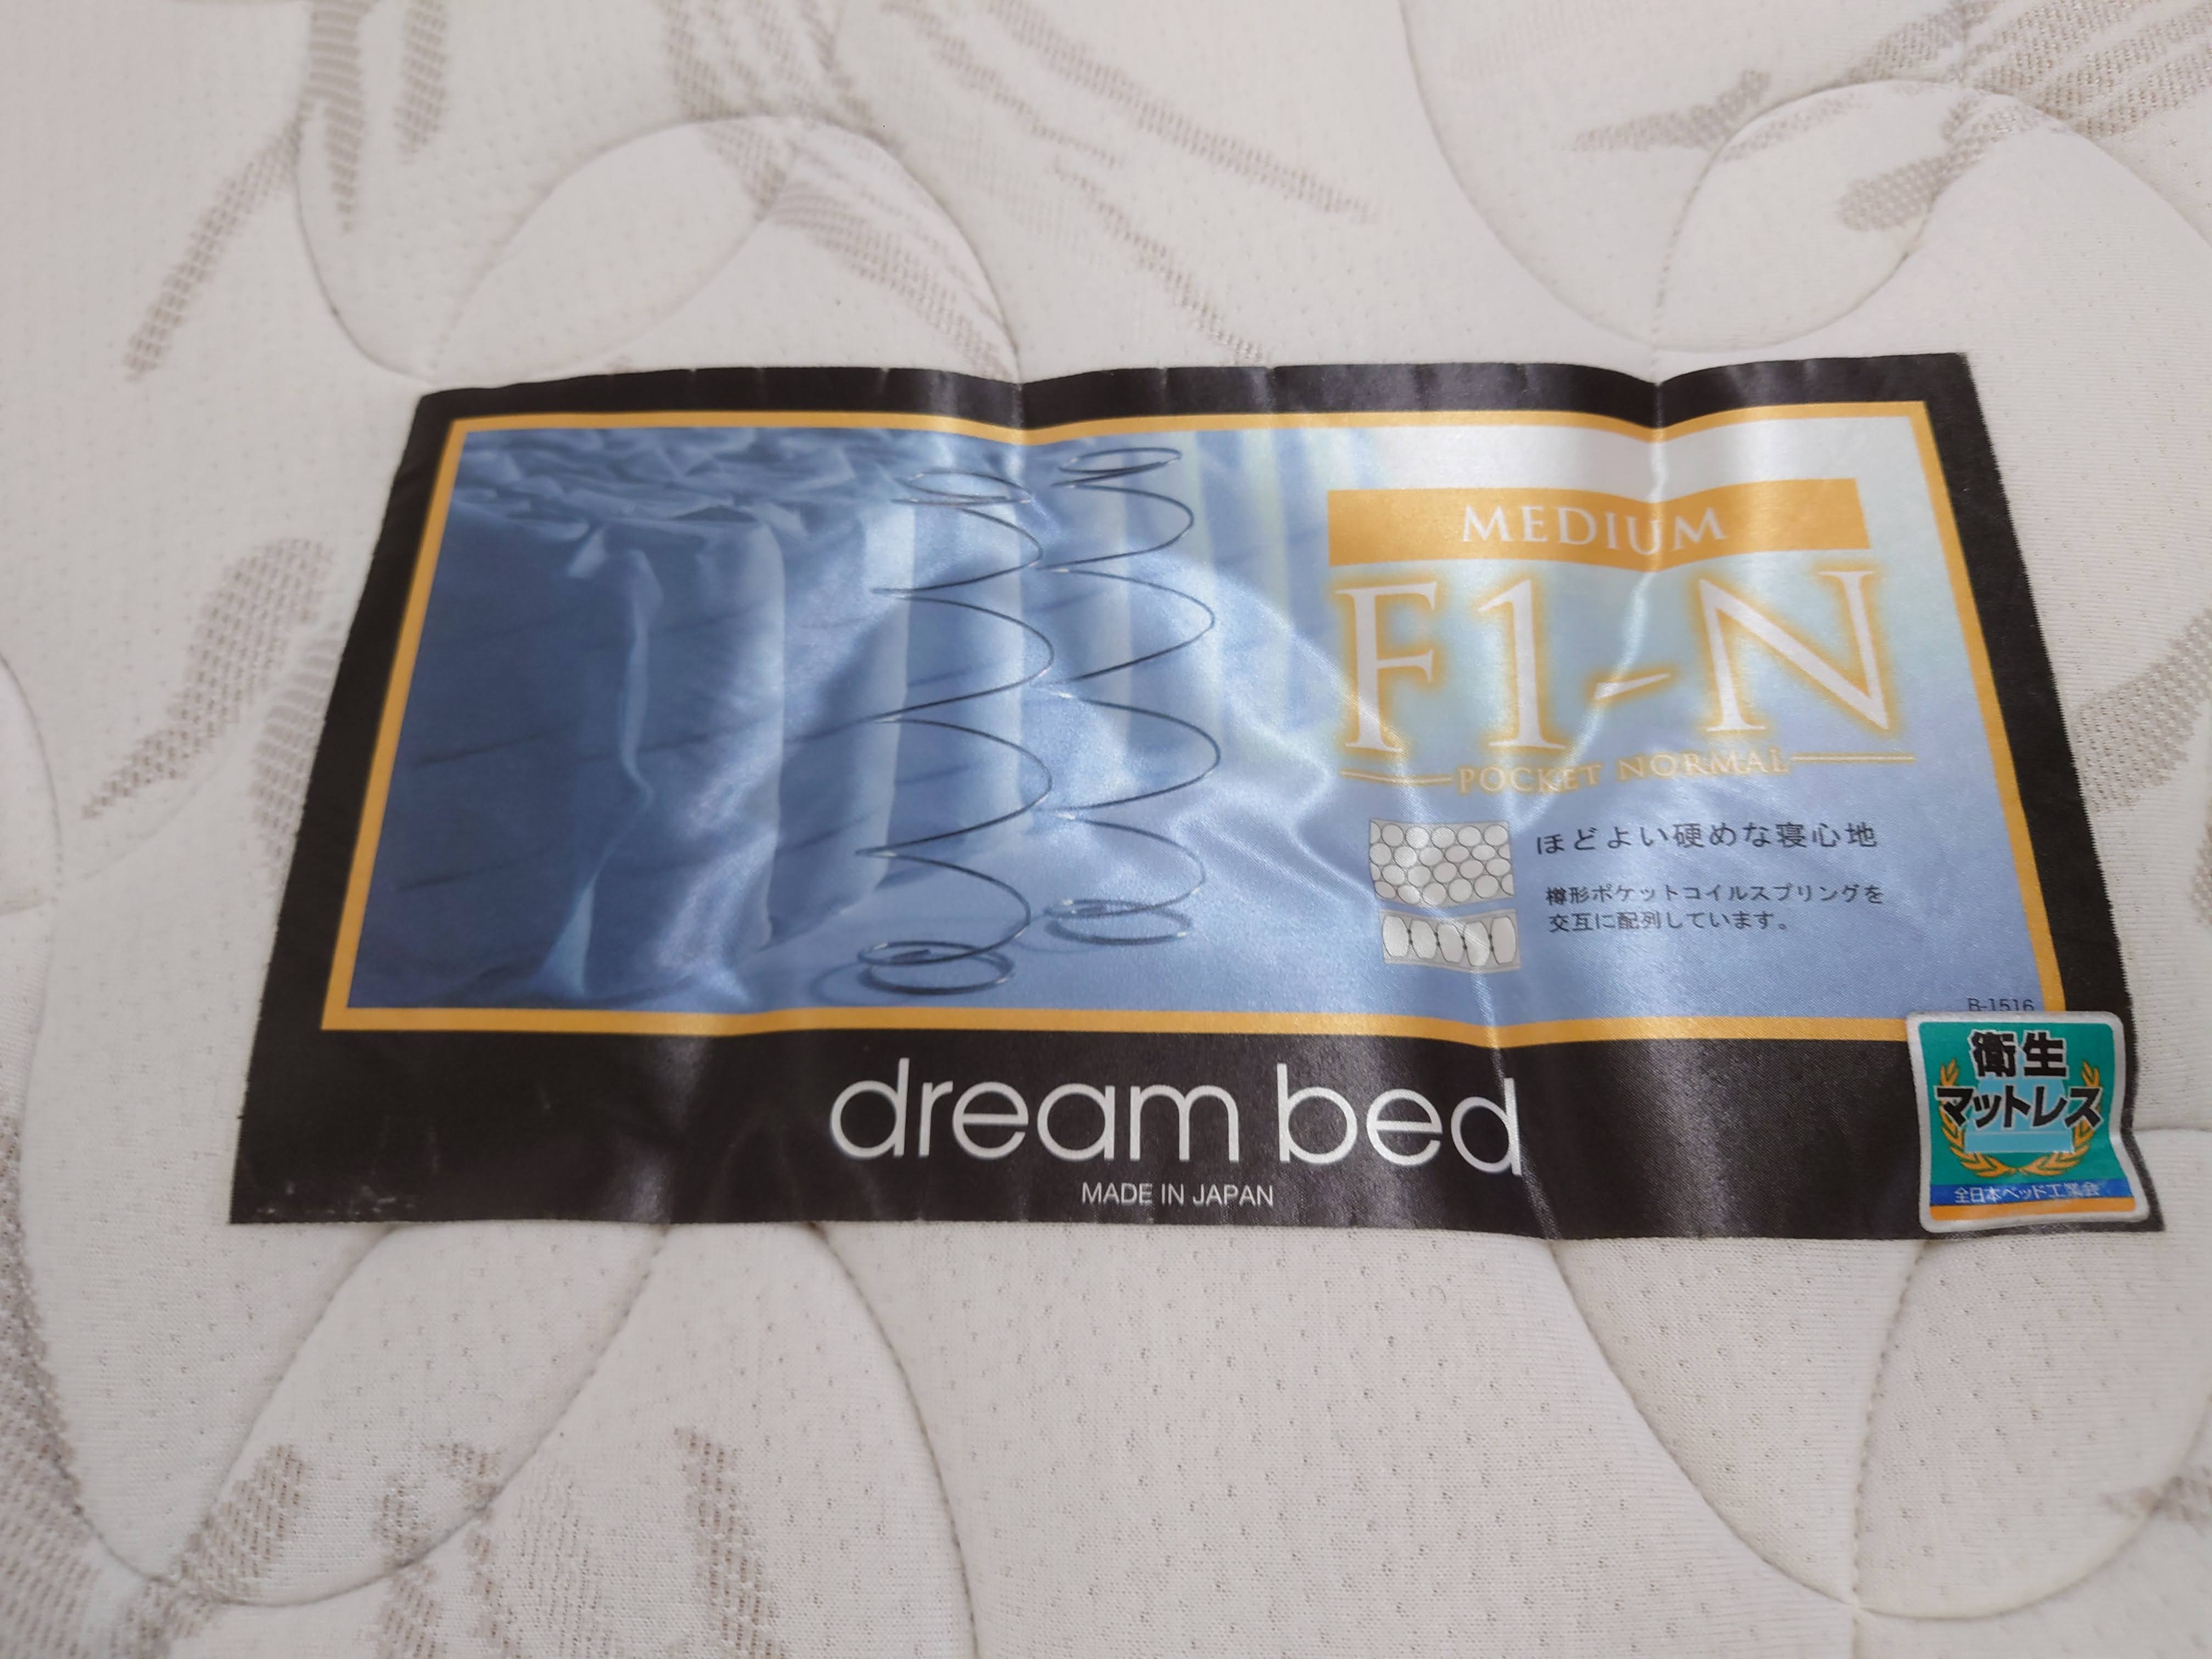 MEDIUM
F1-N
POCKET NORMAL
ほどよい硬めな寝心地
樽形ポケットコイルスプリングを
交互に配列しています。
B-1516
衛生
マットレス
全日本ベッド工業会
dream bed
MADE IN JAPAN